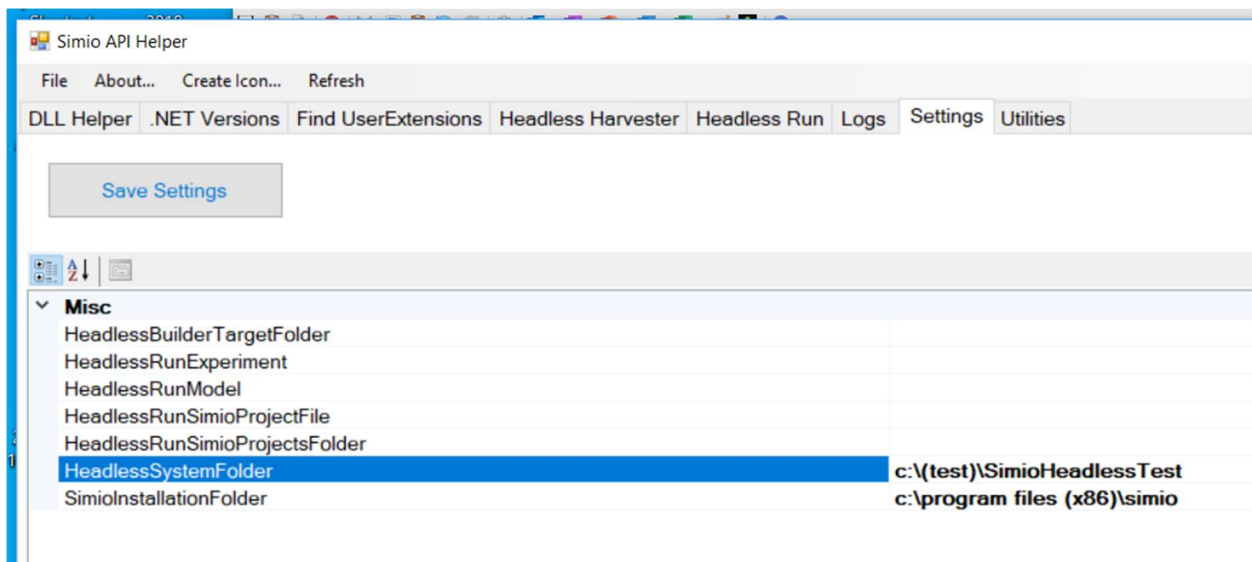 Simio API Helper
File About... Create Icon... Refresh
DLL Helper .NET Versions Find UserExtensions Headless Harvester Headless Run Logs Settings Utilities
Save Settings
Misc
HeadlessBuilderTargetFolder
HeadlessRunExperiment
HeadlessRunModel
HeadlessRunSimioProjectFile
HeadlessRunSimioProjectsFolder
HeadlessSystemFolder c:\(test)\SimioHeadlessTest
SimioInstallationFolder c:\program files (x86)\simio